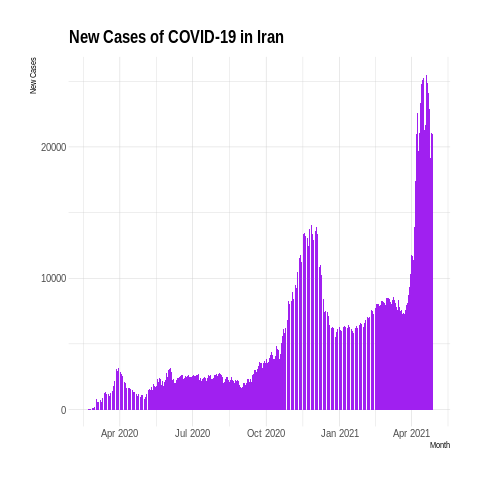 New Cases of COVID-19 in Iran
New Cases
20000
10000
0
Apr 2020 Jul 2020 Oct 2020 Jan 2021 Apr 2021
Month